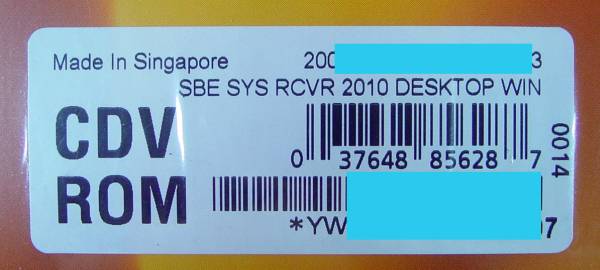 Made In Singapore 200 3
SBE SYS RCVR 2010 DESKTOP WIN
CDV
ROM
0 37648 85628 7
0014
*YW 07